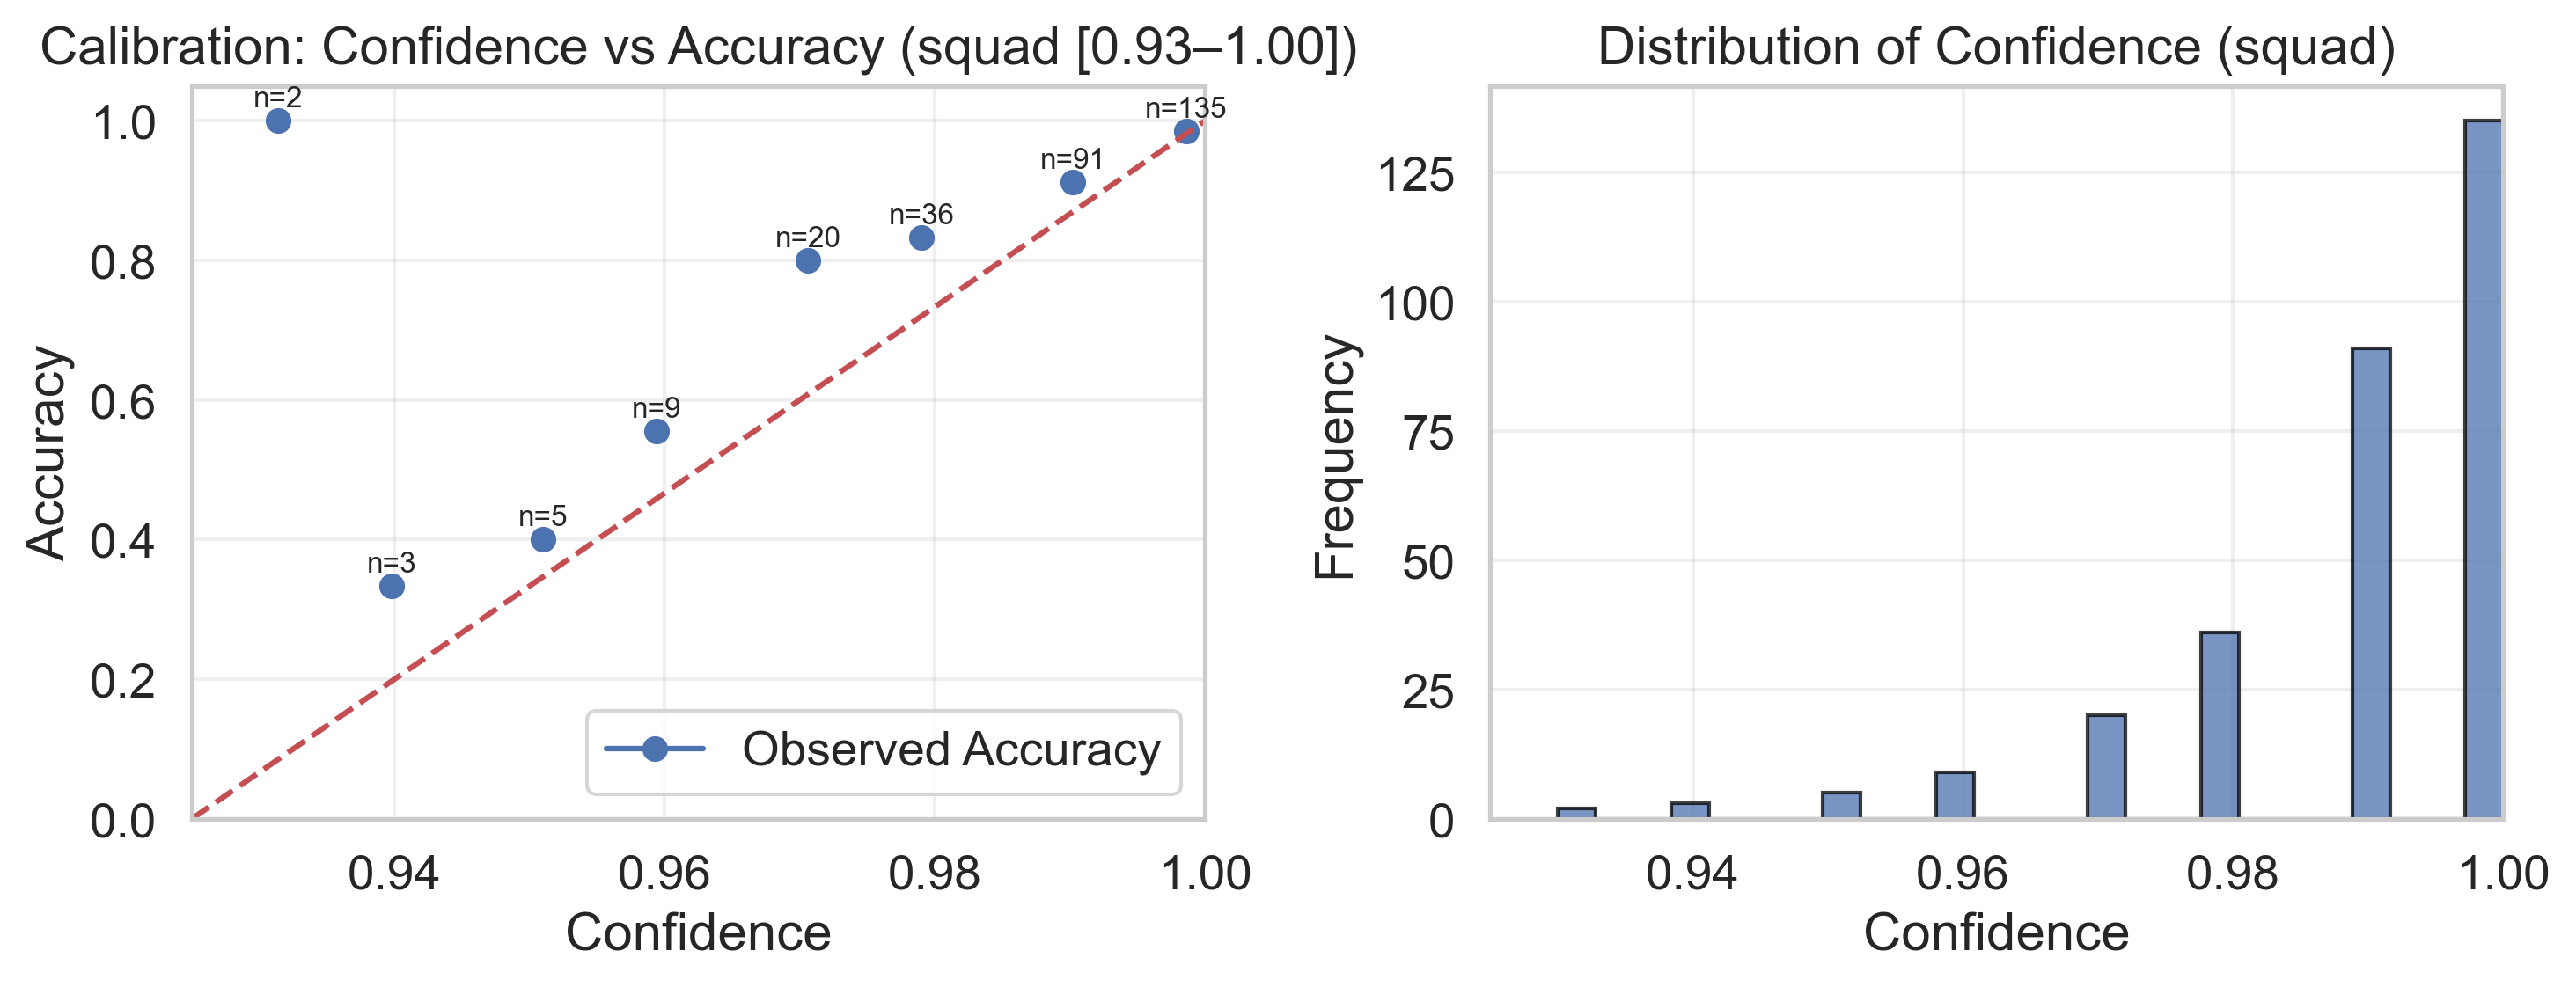 Calibration: Confidence vs Accuracy (squad [0.93–1.00])
n=2
n=3
n=5
n=9
n=20
n=36
n=91
n=135
1.0
0.8
0.6
0.4
0.2
0.0
Accuracy
Observed Accuracy
0.94 0.96 0.98 1.00
Confidence
Distribution of Confidence (squad)
125
100
75
50
25
0
Frequency
0.94 0.96 0.98 1.00
Confidence